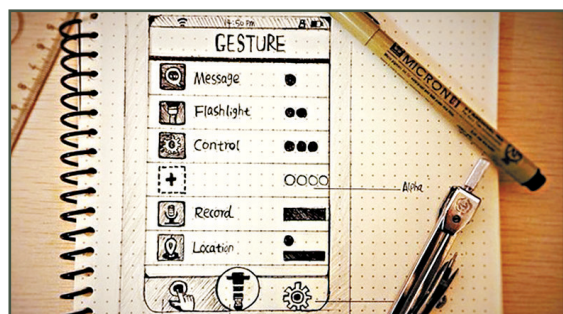 14:50 PM
GESTURE
Message
Flashlight
Control
Alpha
Record
Location
MICRON